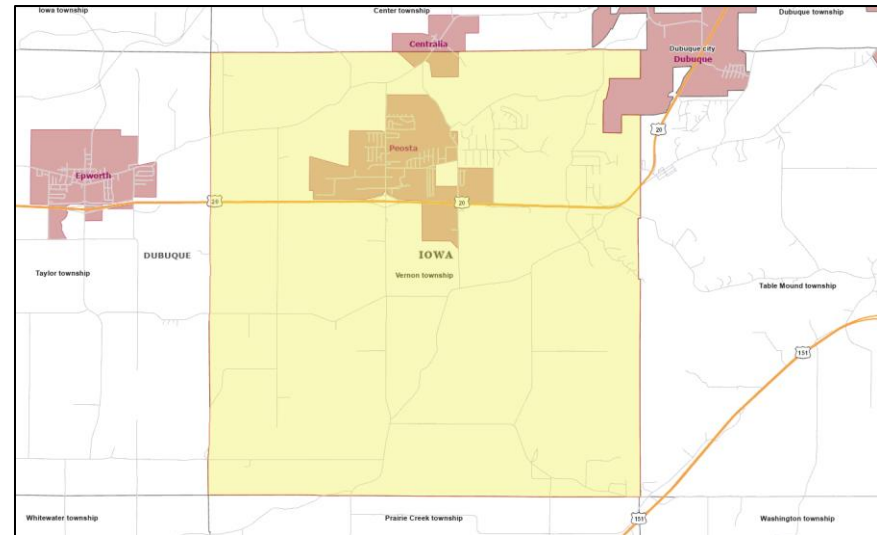 Iowa township
Center township
Dubuque township
Centralia
Dubuque city
Dubuque
20
Peosta
Epworth
20
20
DUBUQUE
IOWA
Taylor township
Vernon township
Table Mound township
151
Whitewater township
Prairie Creek township
151
Washington township